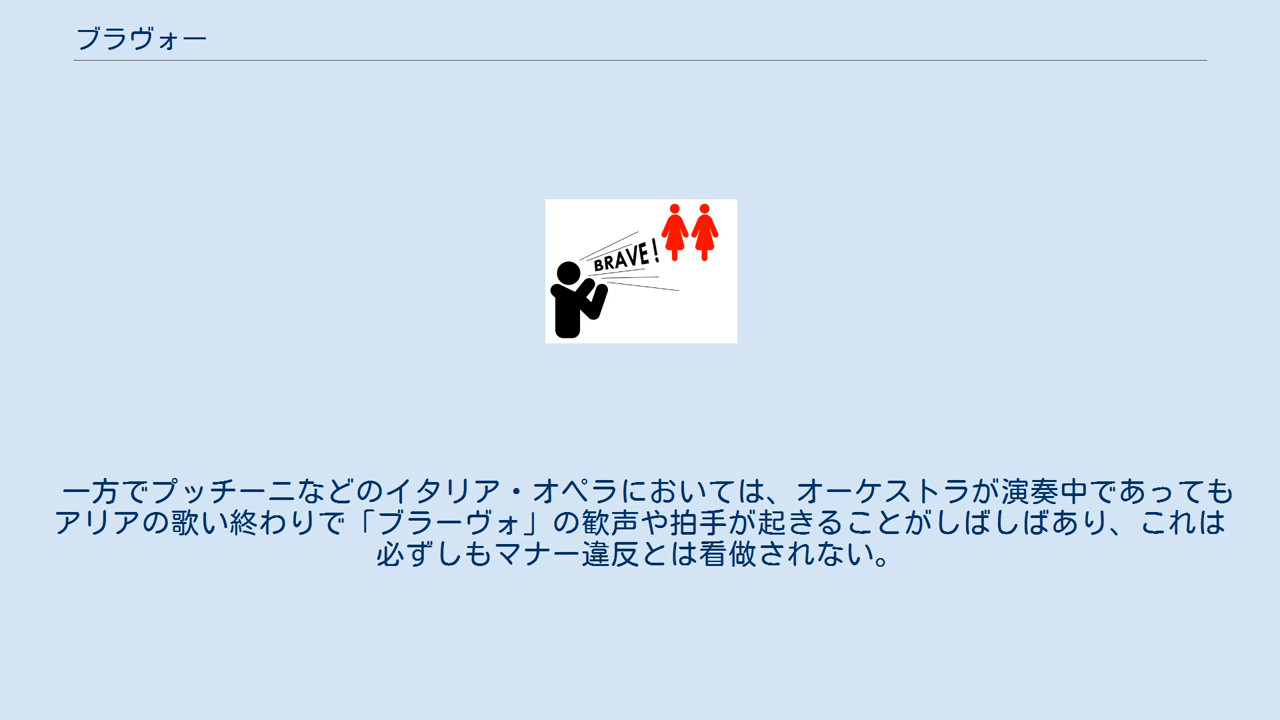 ブラヴォー
BRAVE!
一方でプッチーニなどのイタリア・オペラにおいては、オーケストラが演奏中であっても
アリアの歌い終わりで「ブラーヴォ」の歓声や拍手が起きることがしばしばあり、これは
必ずしもマナー違反とは看做されない。